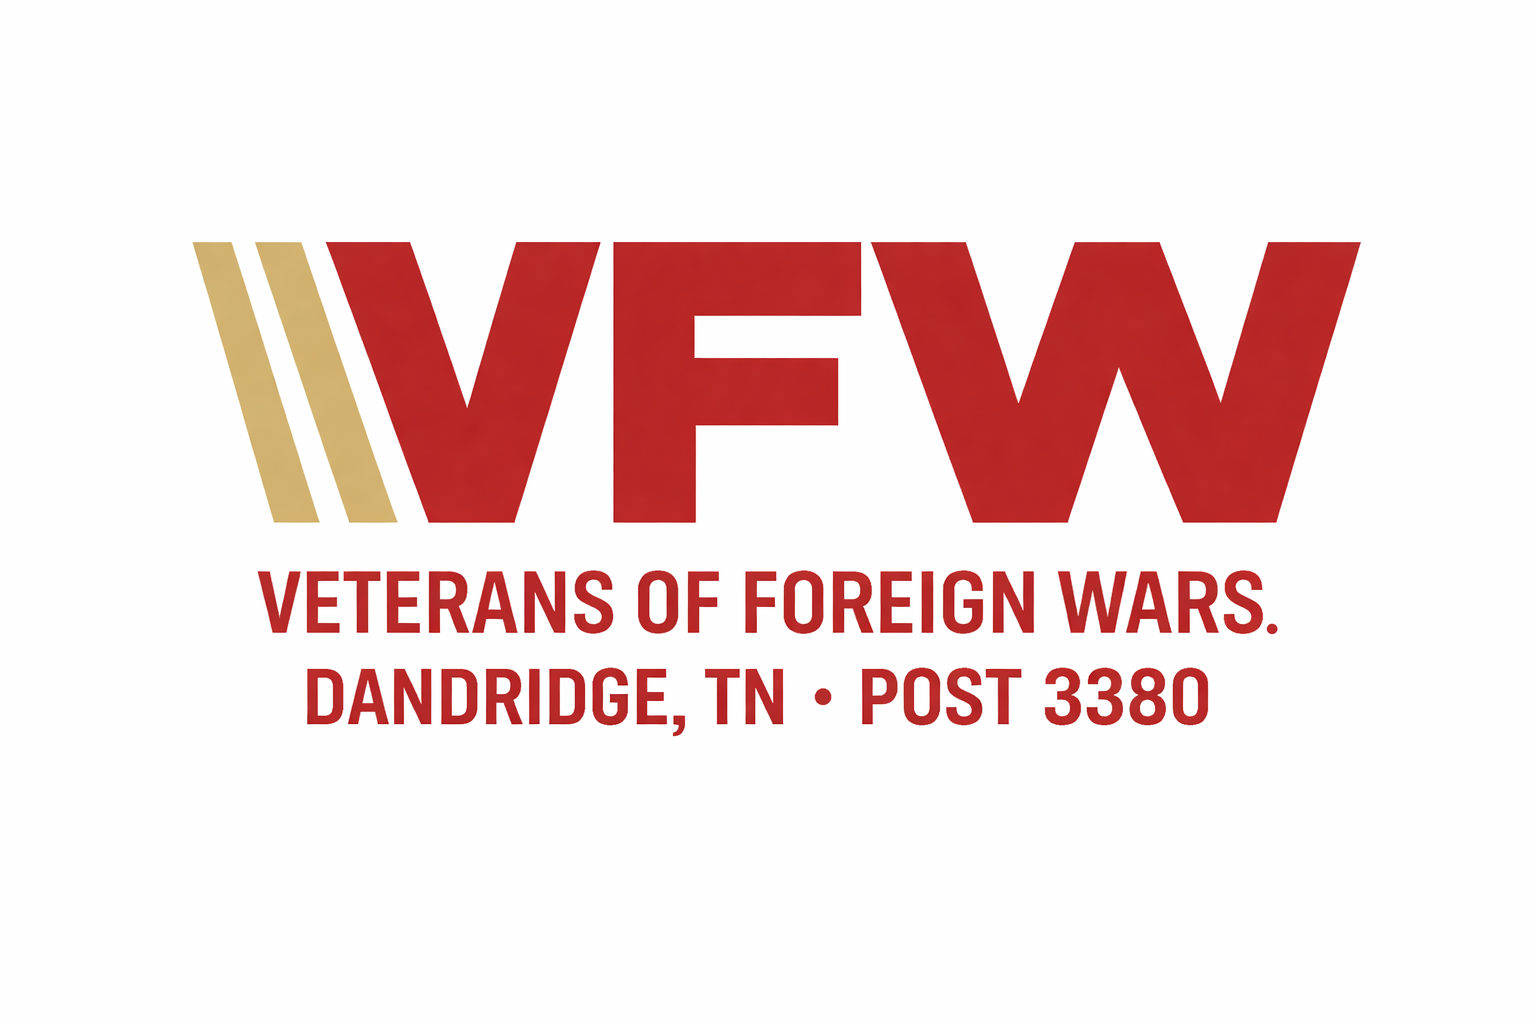 VFW
VETERANS OF FOREIGN WARS.
DANDRIDGE, TN • POST 3380